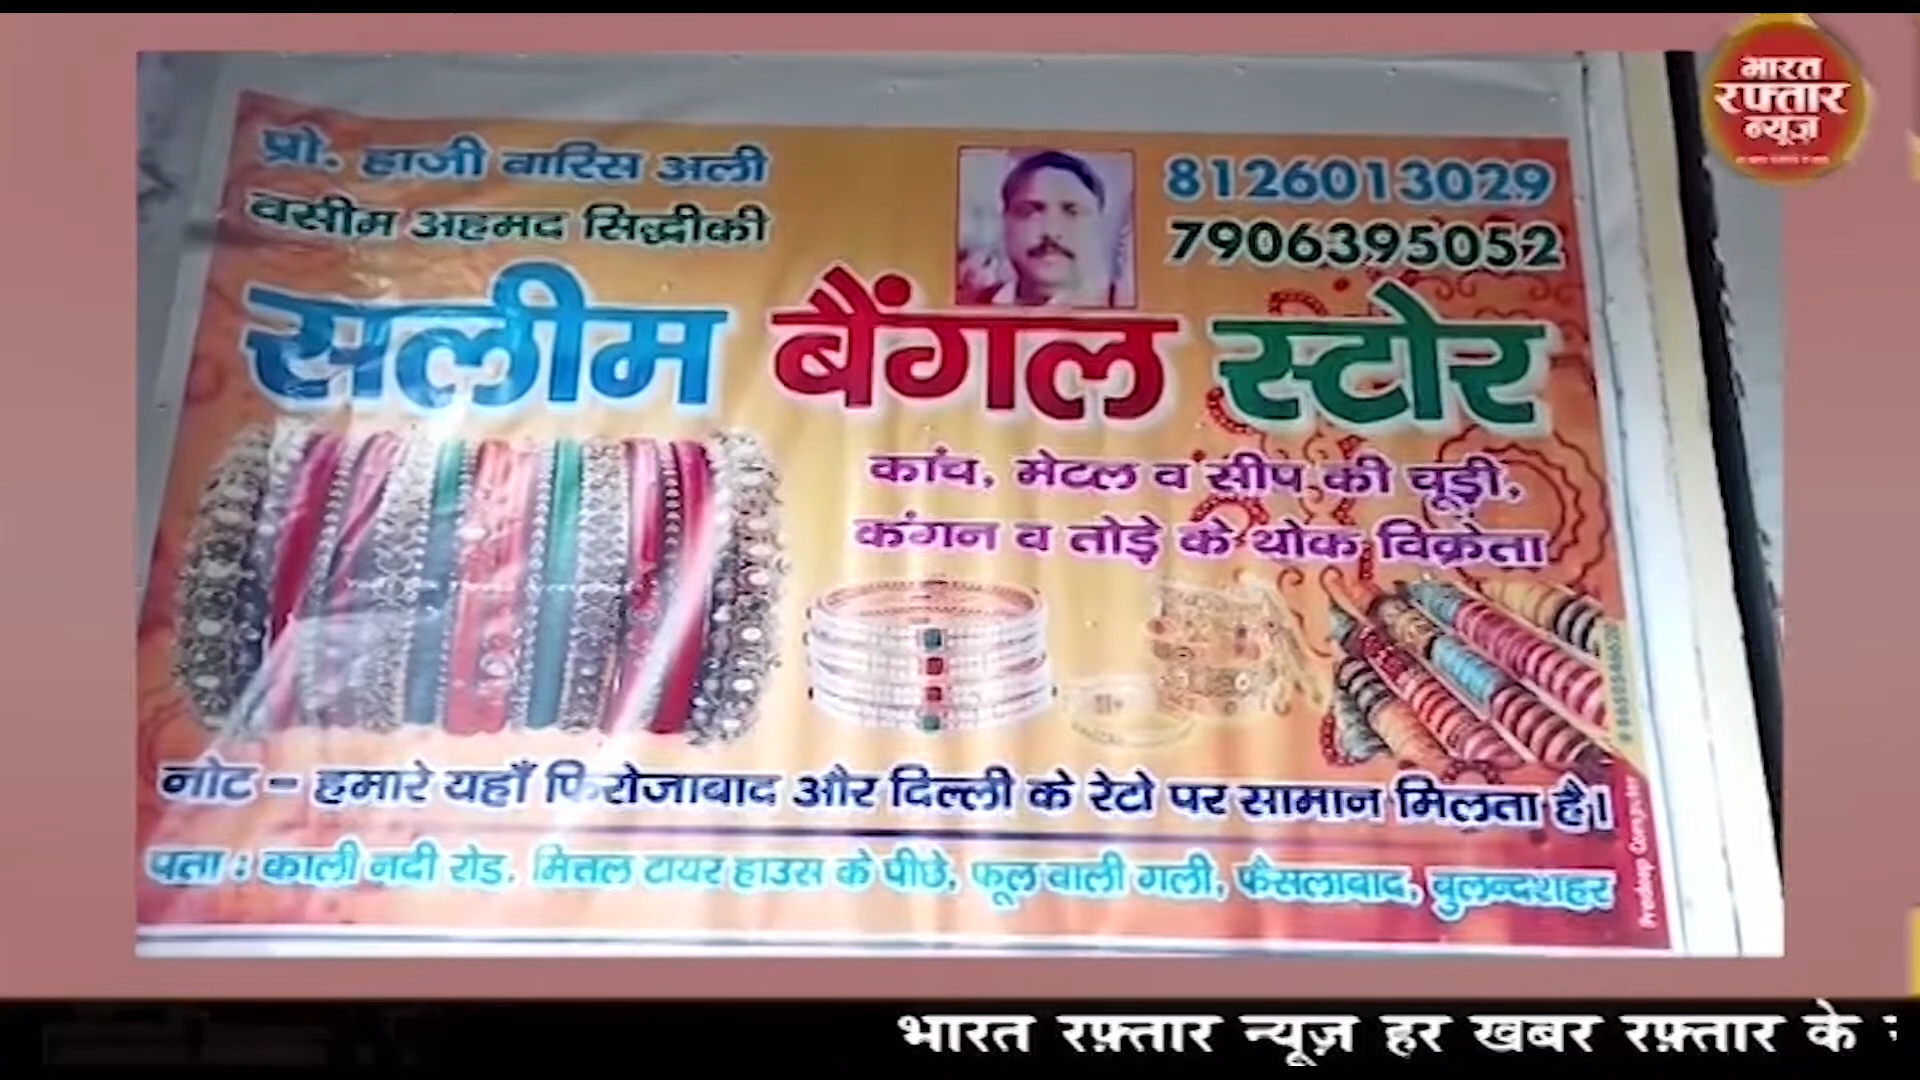 भारत
रफ़्तार
न्यूज़
प्रो. हाजी वारिस अली
वसीम अहमद सिद्धीकी
8126013029
7906395052
सलीम बैंगल स्टोर
कांच, मेटल व सीप की चूड़ी,
कंगन व तोड़े के थोक विक्रेता
नोट - हमारे यहाँ फिरोजाबाद और दिल्ली के रेटो पर सामान मिलता है।
पता : काली नदी रोड, मित्तल टायर हाउस के पीछे, फूल वाली गली, फैसलाबाद, बुलन्दशहर
Pradeep Computer
भारत रफ़्तार न्यूज़ हर खबर रफ़्तार के